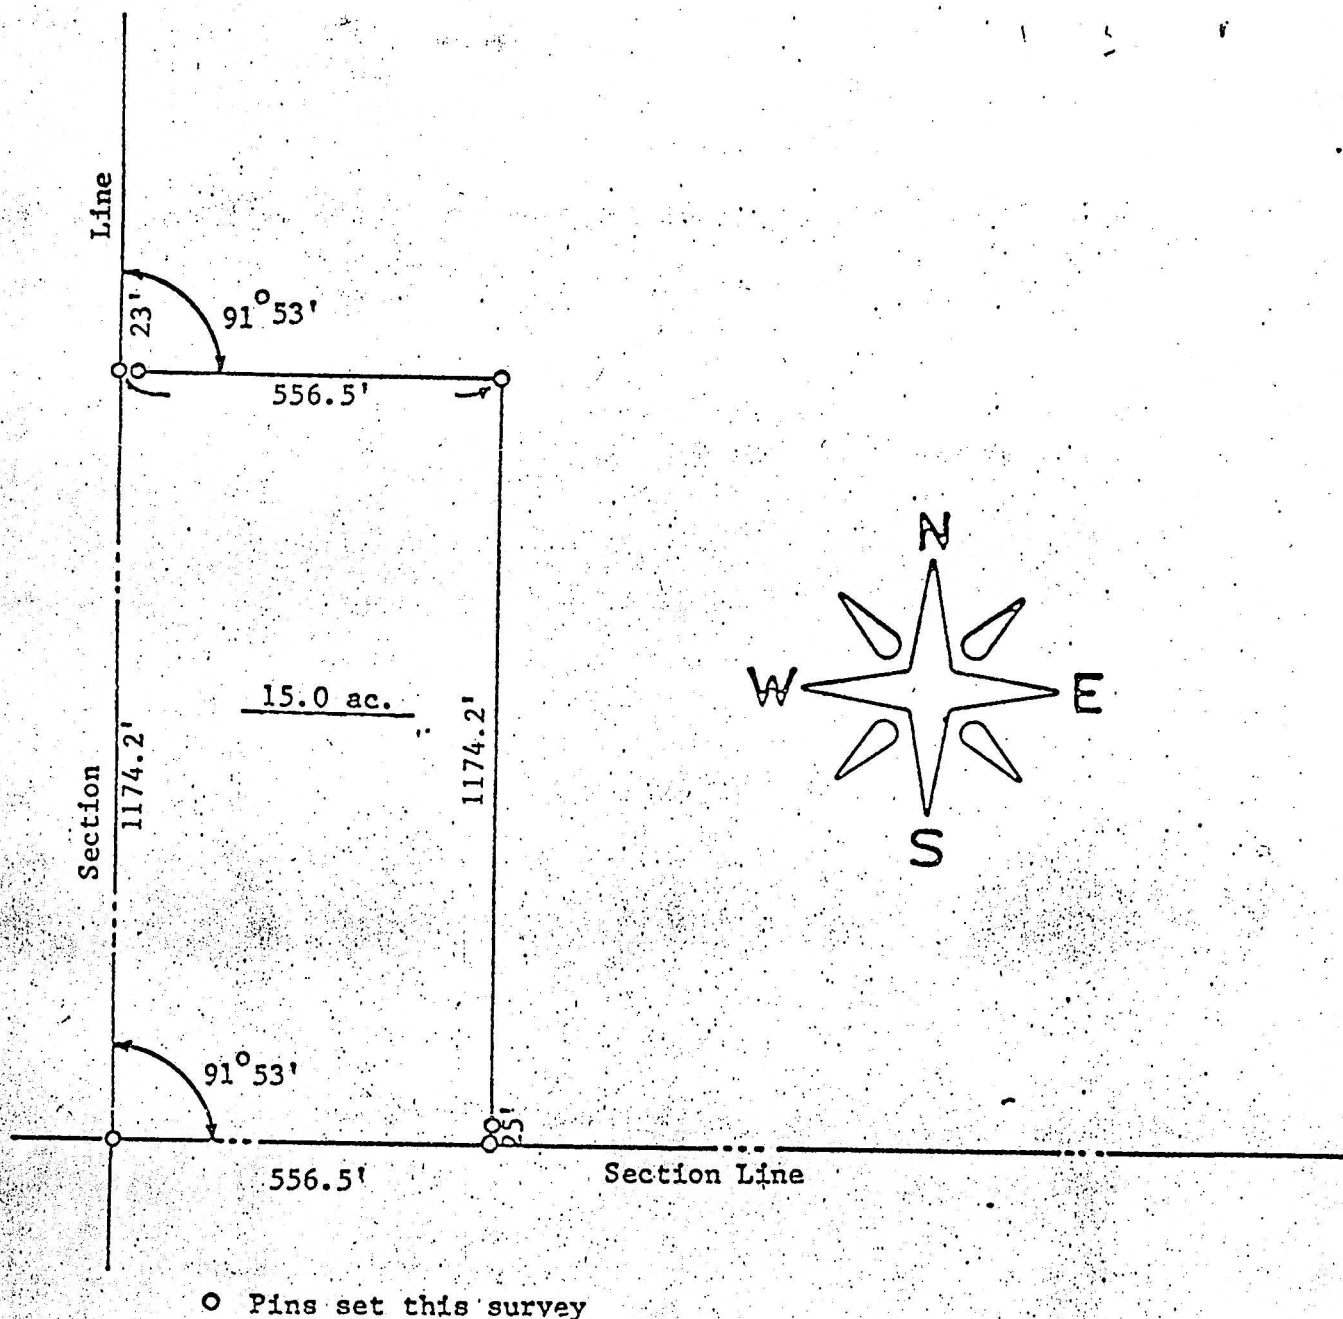 Line
23'
91°53'
556.5'
N
W
E
S
15.0 ac.
1174.2'
1174.2'
Section
91°53'
25'
556.5'
Section Line
Pins set this survey